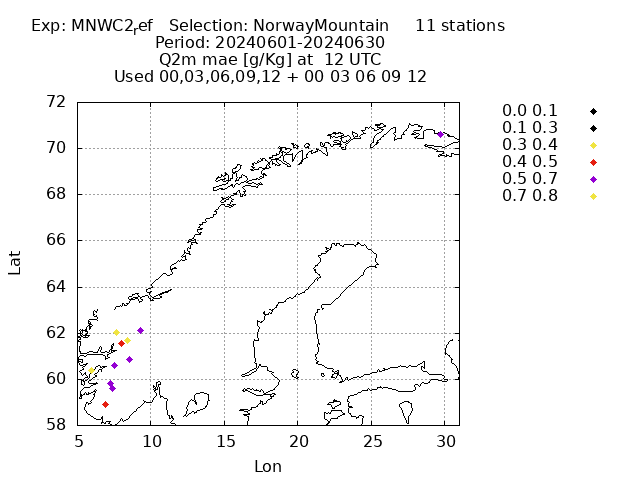 Exp: MNWC2ref Selection: NorwayMountain 11 stations
Period: 20240601-20240630
Q2m mae [g/Kg] at 12 UTC
Used 00,03,06,09,12 + 00 03 06 09 12
72
70
68
66
64
62
60
58
5 10 15 20 25 30
Lat
Lon
0.0 0.1
0.1 0.3
0.3 0.4
0.4 0.5
0.5 0.7
0.7 0.8